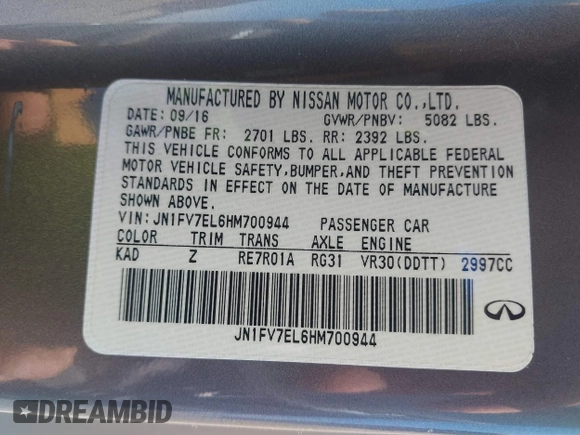 MANUFACTURED BY NISSAN MOTOR CO.,LTD.
DATE: 09/16 GVWR/PNBV: 5082 LBS.
GAWR/PNBE FR: 2701 LBS. RR: 2392 LBS.
THIS VEHICLE CONFORMS TO ALL APPLICABLE FEDERAL
MOTOR VEHICLE SAFETY,BUMPER,AND THEFT PREVENTION
STANDARDS IN EFFECT ON THE DATE OF MANUFACTURE
SHOWN ABOVE.
VIN: JN1FV7EL6HM700944 PASSENGER CAR
COLOR TRIM TRANS AXLE ENGINE
KAD Z RE7R01A RG31 VR30(DDTT) 2997CC
JN1FV7EL6HM700944
DREAMBID